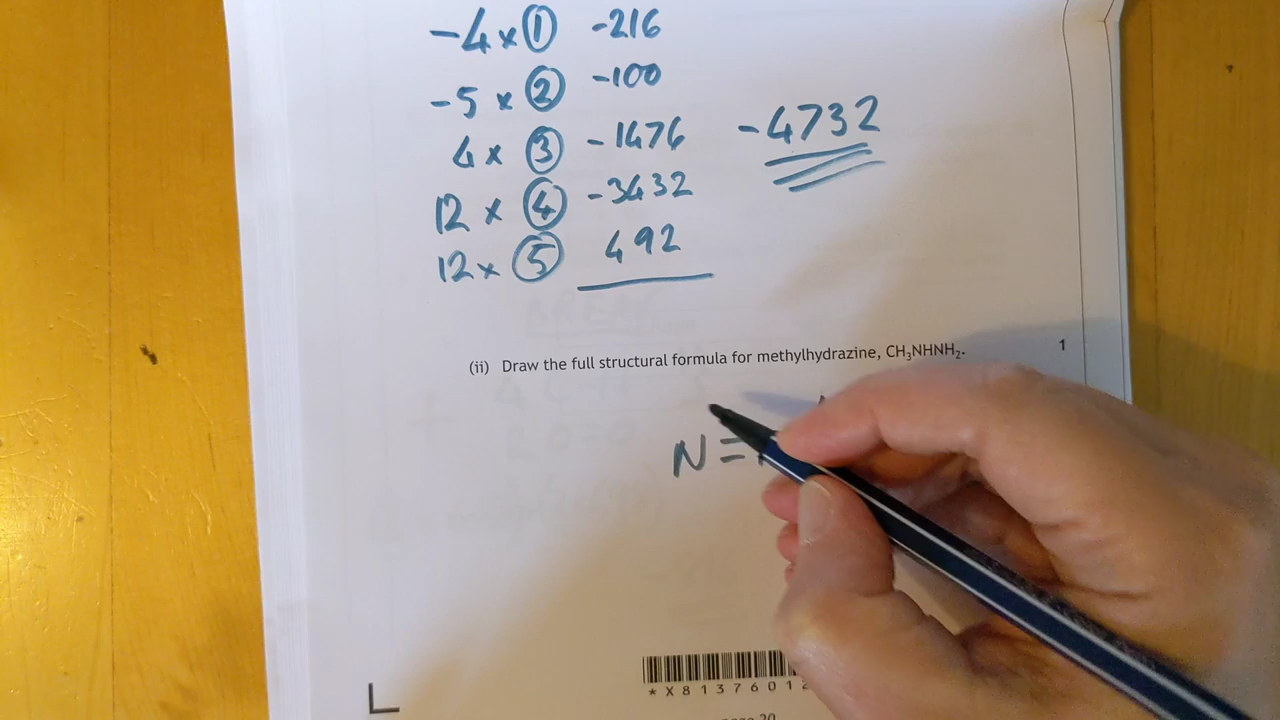 -4 × ① -216
-5 × ② -100
4 × ③ -1476
12 × ④ -3432
12 × ⑤ 492
-4732
(ii) Draw the full structural formula for methylhydrazine, CH₃NHNH₂.
1
N =
*X8137601